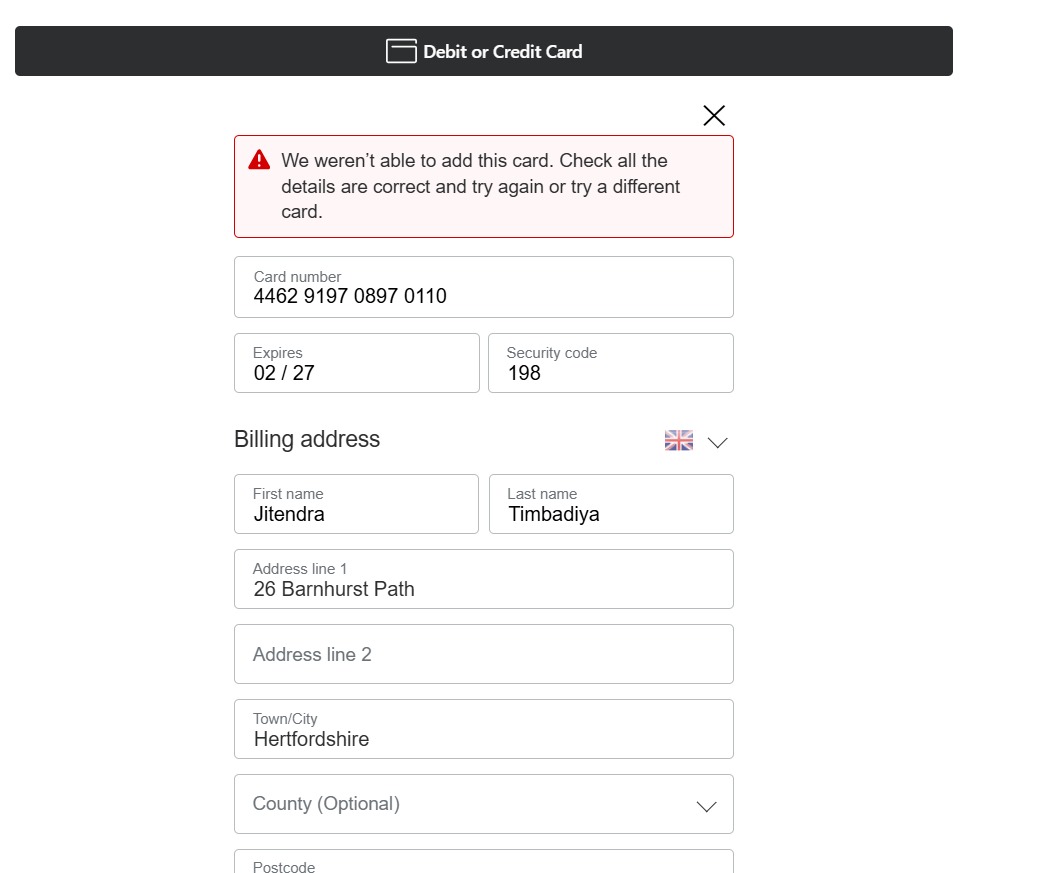 Debit or Credit Card
We weren't able to add this card. Check all the
details are correct and try again or try a different
card.
Card number
4462 9197 0897 0110
Expires
02 / 27
Security code
198
Billing address
First name
Jitendra
Last name
Timbadiya
Address line 1
26 Barnhurst Path
Address line 2
Town/City
Hertfordshire
County (Optional)
Postcode